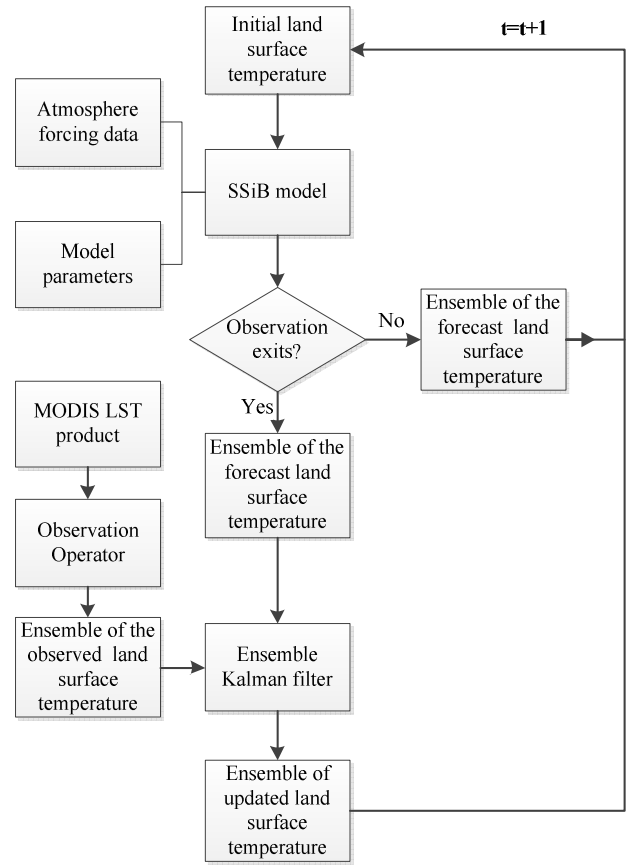 Initial land
surface
temperature
t=t+1
Atmosphere
forcing data
SSiB model
Model
parameters
Observation
exits?
No
Ensemble of the
forecast land
surface
temperature
Yes
MODIS LST
product
Ensemble of the
forecast land
surface
temperature
Observation
Operator
Ensemble of the
observed land
surface
temperature
Ensemble
Kalman filter
Ensemble of
updated land
surface
temperature